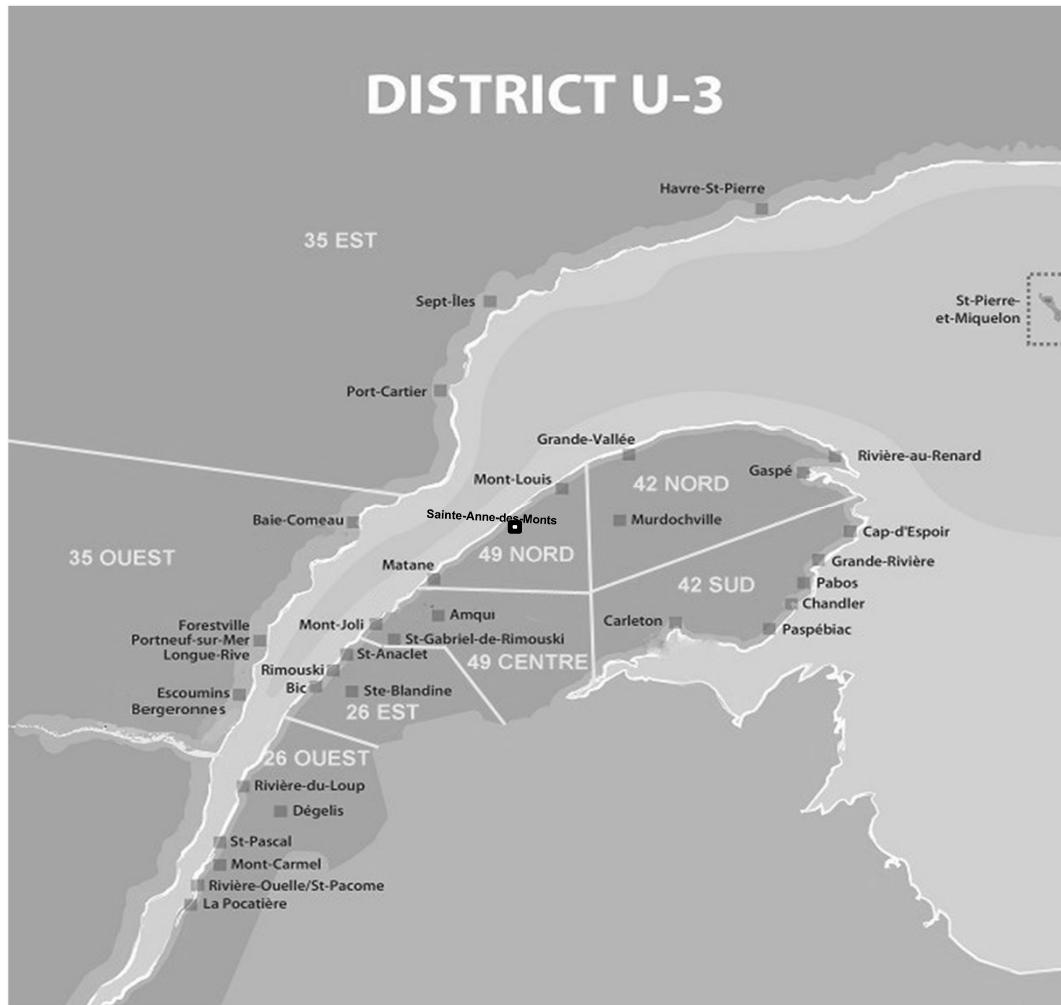 DISTRICT U-3
Havre-St-Pierre
35 EST
Sept-Îles
St-Pierre-
et-Miquelon
Port-Cartier
Grande-Vallée
Rivière-au-Renard
Gaspé
Mont-Louis
42 NORD
Sainte-Anne-des-Monts
Baie-Comeau
Murdochville
Cap-d'Espoir
35 OUEST
49 NORD
Grande-Rivière
Matane
42 SUD
Pabos
Chandler
Amqui
Carleton
Paspébiac
Forestville
Portneuf-sur-Mer
Longue-Rive
Mont-Joli
St-Gabriel-de-Rimouski
St-Anaclet
49 CENTRE
Rimouski
Bic
Ste-Blandine
Escoumins
Bergeronnes
26 EST
26 OUEST
Rivière-du-Loup
Dégelis
St-Pascal
Mont-Carmel
Rivière-Ouelle/St-Pacome
La Pocatière